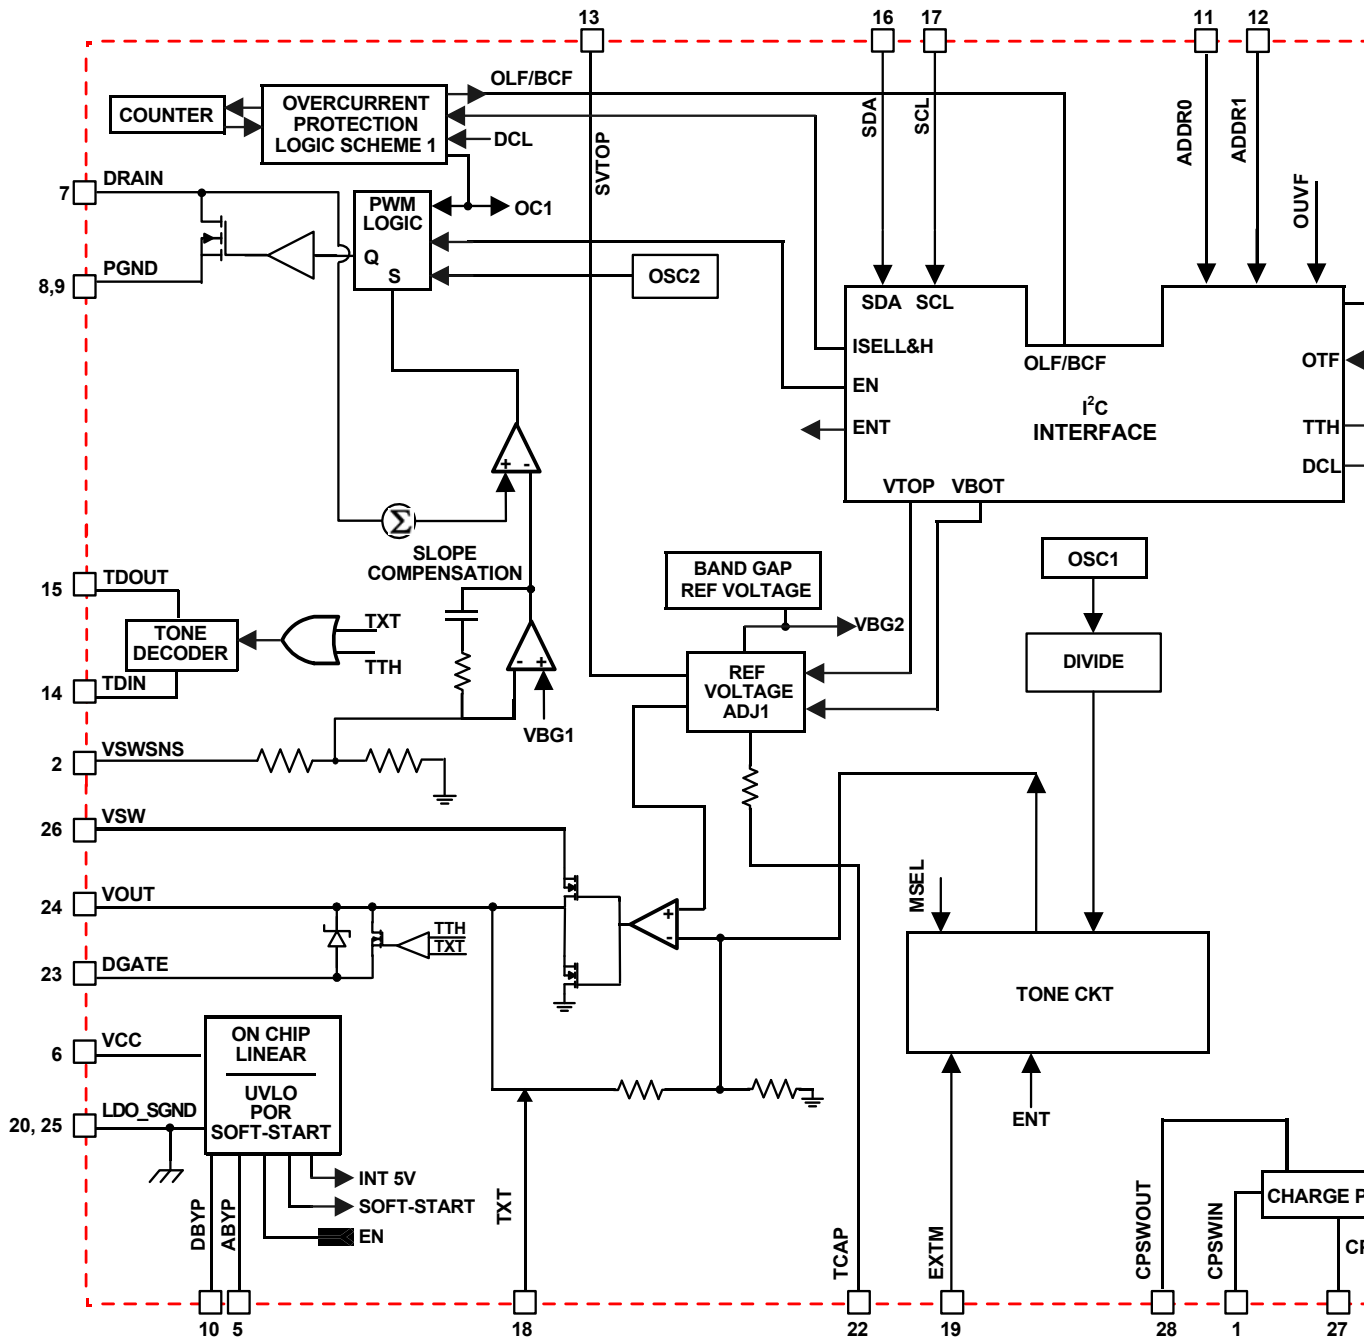 13
16
17
11
12
OLF/BCF
COUNTER
OVERCURRENT
PROTECTION
LOGIC SCHEME 1
DCL
SVTOP
SDA
SCL
ADDR0
ADDR1
OUVF
7
DRAIN
PWM
LOGIC
Q
S
OC1
8,9
PGND
OSC2
SDA
SCL
ISELL&H
OLF/BCF
OTF
EN
I²C
INTERFACE
ENT
TTH
DCL
VTOP
VBOT
+
-
Σ
SLOPE
COMPENSATION
BAND GAP
REF VOLTAGE
OSC1
15
TDOUT
TONE
DECODER
TXT
TTH
VBG2
DIVIDE
14
TDIN
-
+
REF
VOLTAGE
ADJ1
VBG1
2
VSWSNS
26
VSW
24
VOUT
TTH
TXT
+
-
MSEL
23
DGATE
TONE CKT
6
VCC
ON CHIP
LINEAR
UVLO
POR
SOFT-START
20, 25
LDO_SGND
ENT
INT 5V
SOFT-START
EN
DBYP
ABYP
TXT
TCAP
EXTM
CPSWOUT
CPSWIN
CHARGE P
CP
10
5
18
22
19
28
1
27